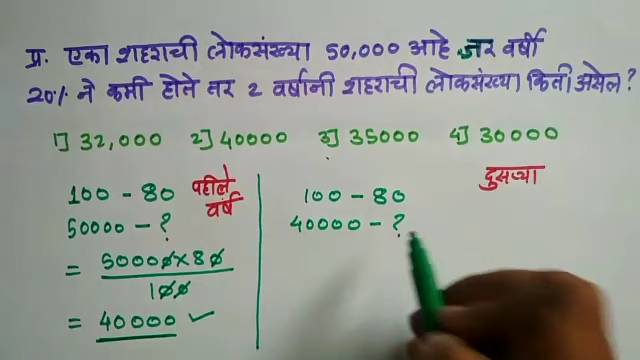 प्र. एका शहराची लोकसंख्या 50,000 आहे जर वर्षी
20% ने कमी होते तर 2 वर्षानी शहराची लोकसंख्या किती असेल ?
1] 32,000 2] 40000 3] 35000 4] 30000
100 - 80 पहीले वर्ष
50000 - ?
= 50000 × 80
100
= 40000 ✓
दुसऱ्या
100 - 80
40000 - ?